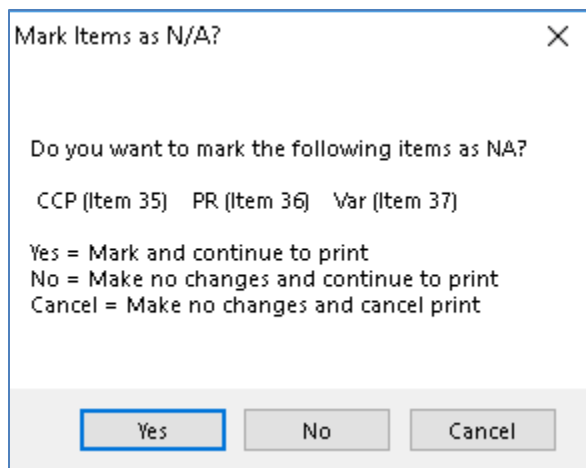 Mark Items as N/A?
Do you want to mark the following items as NA?
CCP (Item 35) PR (Item 36) Var (Item 37)
Yes = Mark and continue to print
No = Make no changes and continue to print
Cancel = Make no changes and cancel print
Yes No Cancel